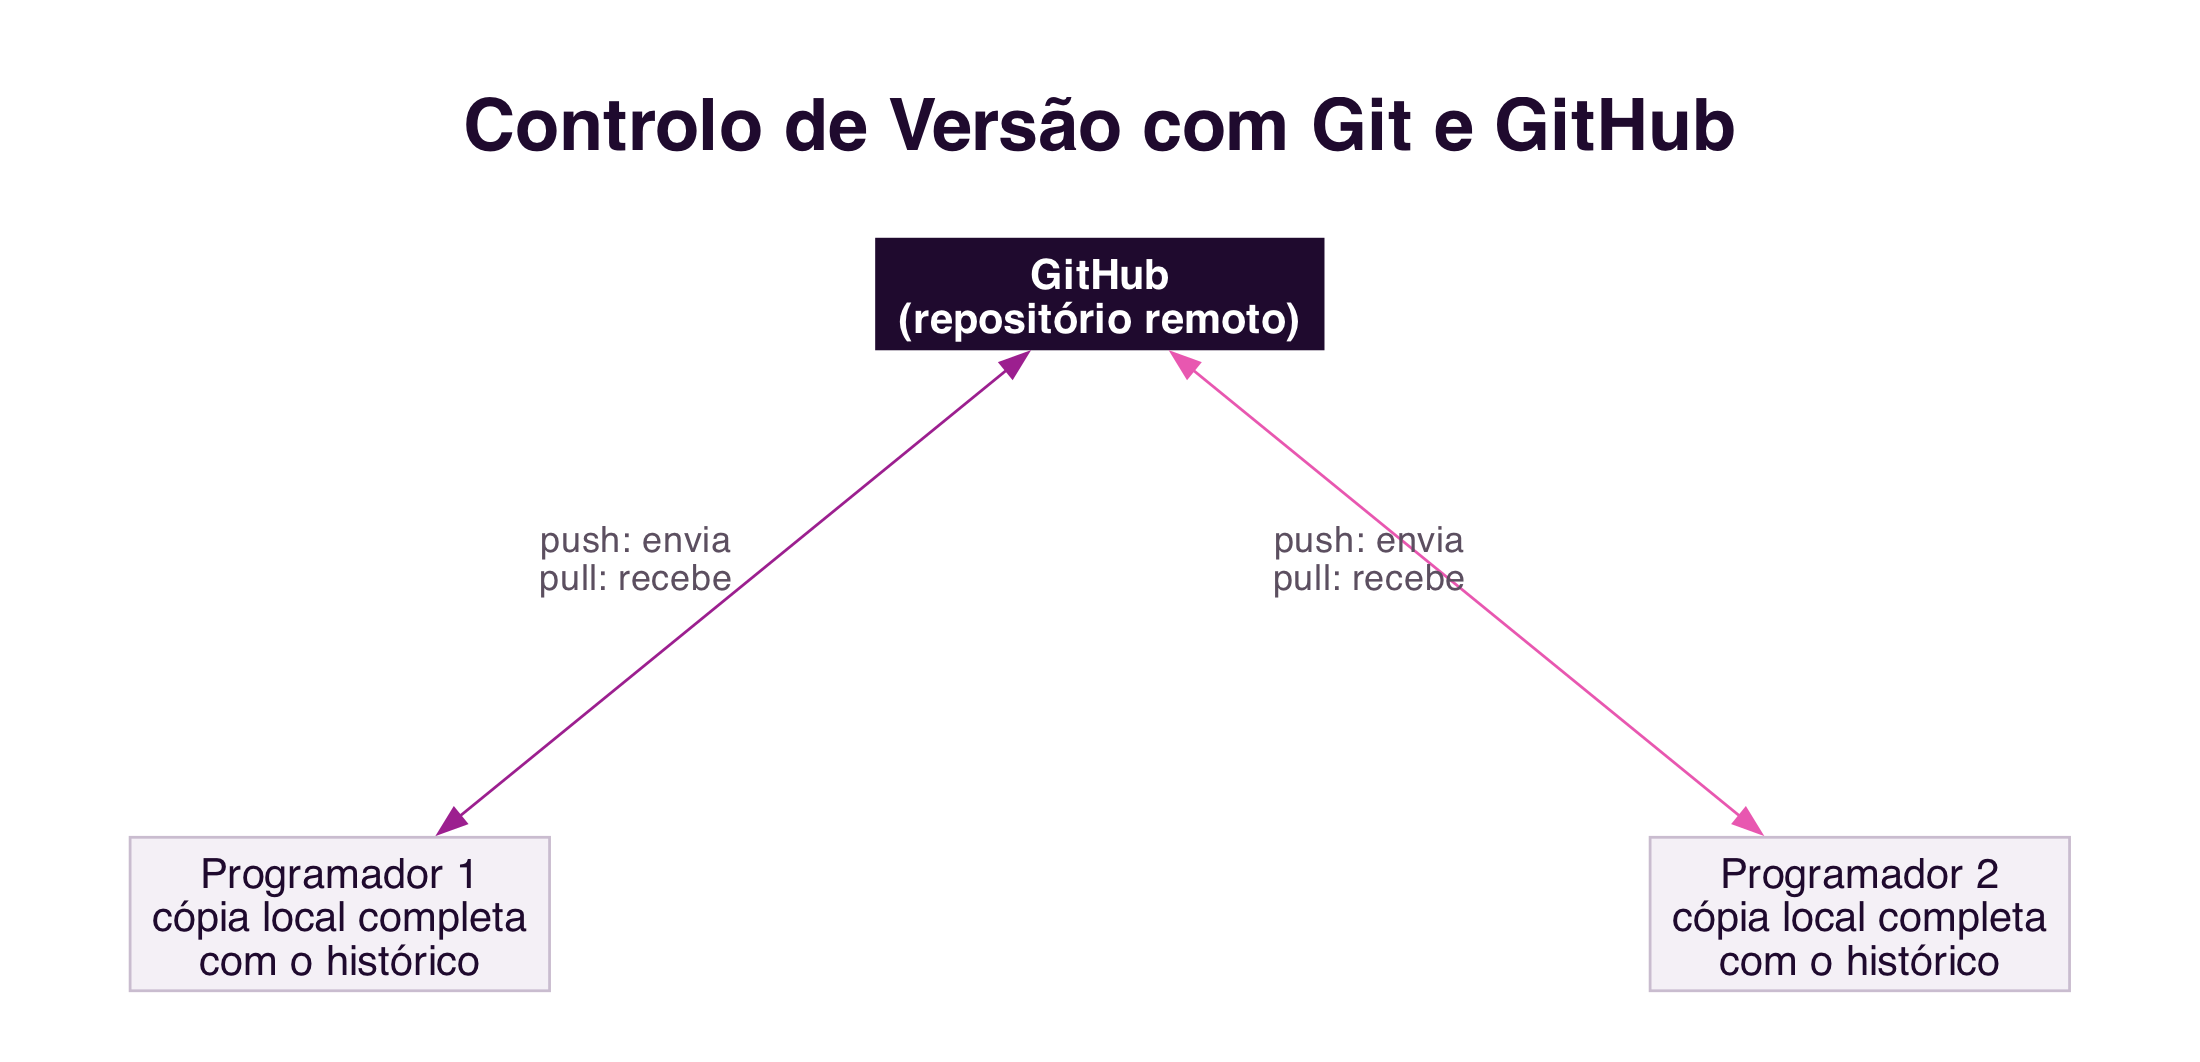 Controlo de Versão com Git e GitHub
GitHub
(repositório remoto)
push: envia
pull: recebe
push: envia
pull: recebe
Programador 1
cópia local completa
com o histórico
Programador 2
cópia local completa
com o histórico